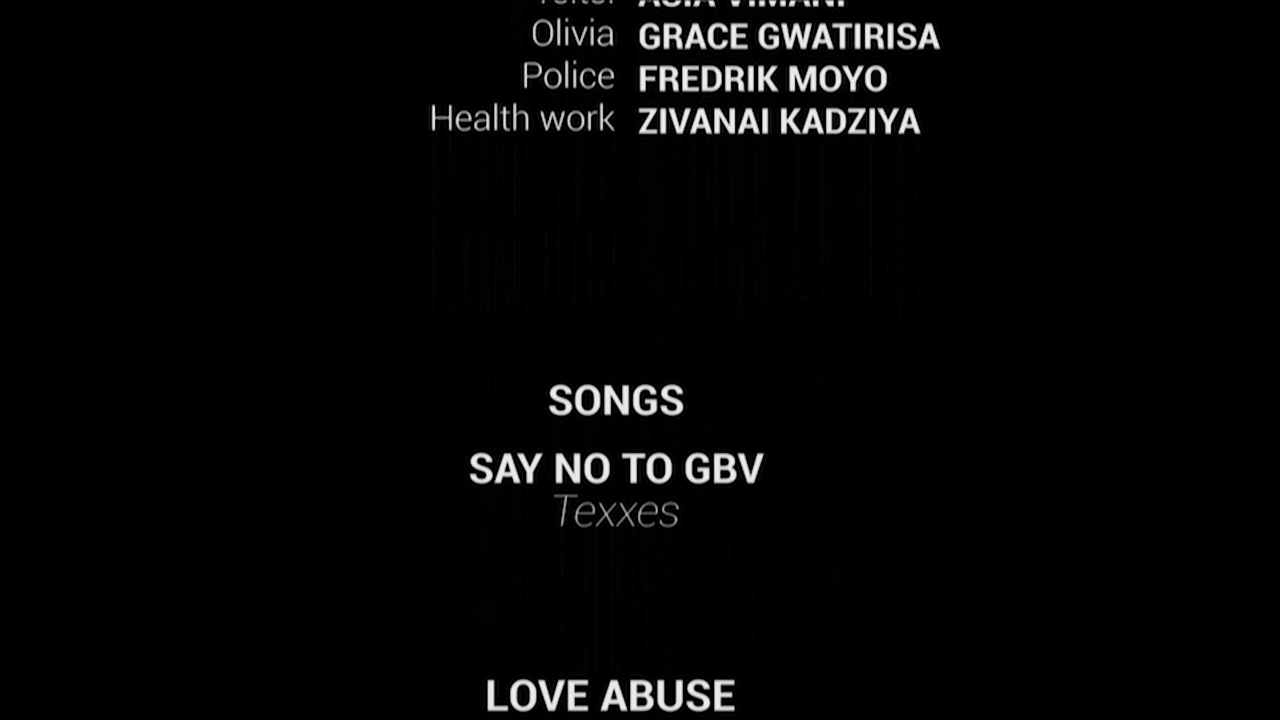 Olivia GRACE GWATIRISA
Police FREDRIK MOYO
Health work ZIVANAI KADZIYA
SONGS
SAY NO TO GBV
Texxes
LOVE ABUSE